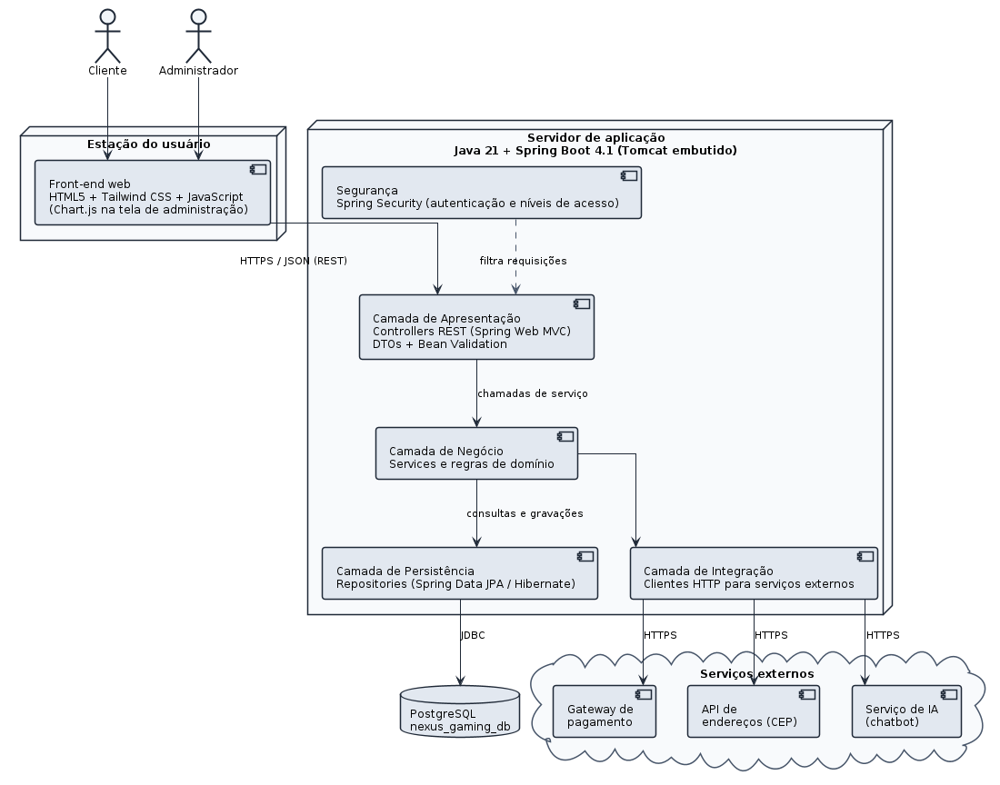 Cliente
Administrador
Estação do usuário
Front-end web
HTML5 + Tailwind CSS + JavaScript
(Chart.js na tela de administração)
Servidor de aplicação
Java 21 + Spring Boot 4.1 (Tomcat embutido)
Segurança
Spring Security (autenticação e níveis de acesso)
HTTPS / JSON (REST)
filtra requisições
Camada de Apresentação
Controllers REST (Spring Web MVC)
DTOs + Bean Validation
chamadas de serviço
Camada de Negócio
Services e regras de domínio
consultas e gravações
Camada de Persistência
Repositories (Spring Data JPA / Hibernate)
Camada de Integração
Clientes HTTP para serviços externos
JDBC
HTTPS
HTTPS
HTTPS
PostgreSQL
nexus_gaming_db
Serviços externos
Gateway de
pagamento
API de
endereços (CEP)
Serviço de IA
(chatbot)